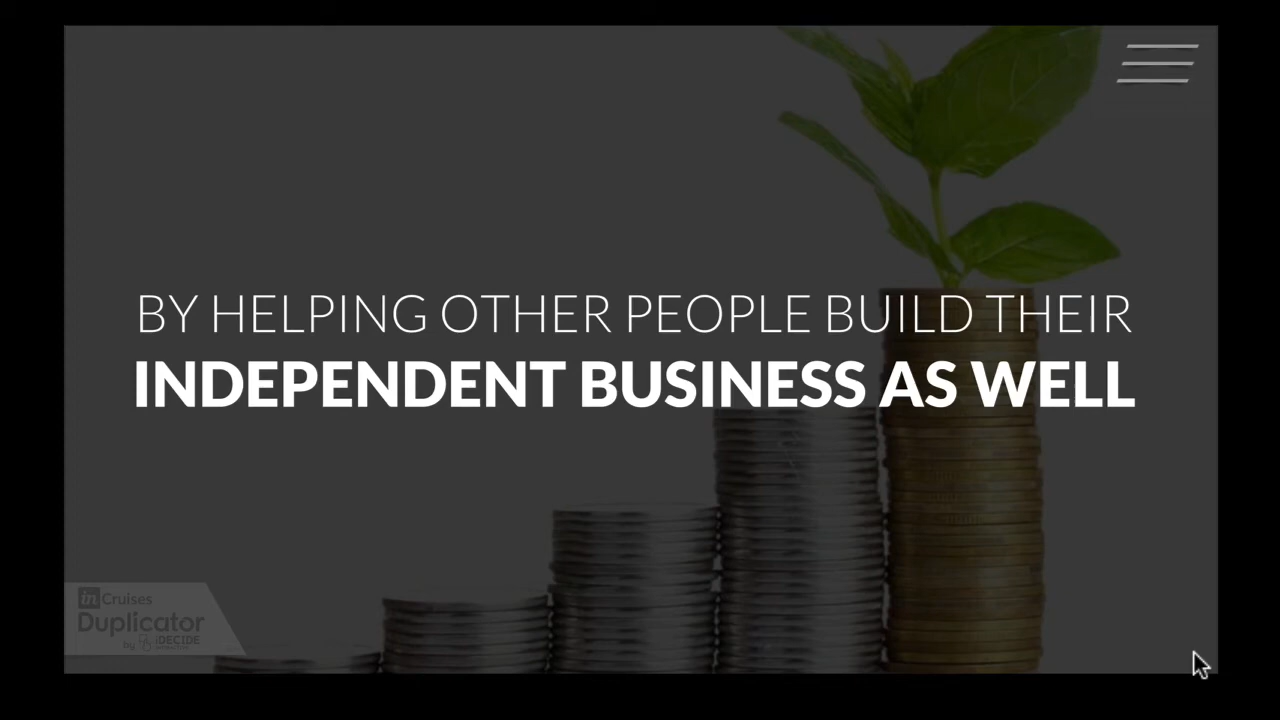 BY HELPING OTHER PEOPLE BUILD THEIR
INDEPENDENT BUSINESS AS WELL
in Cruises
Duplicator
by iDECIDE